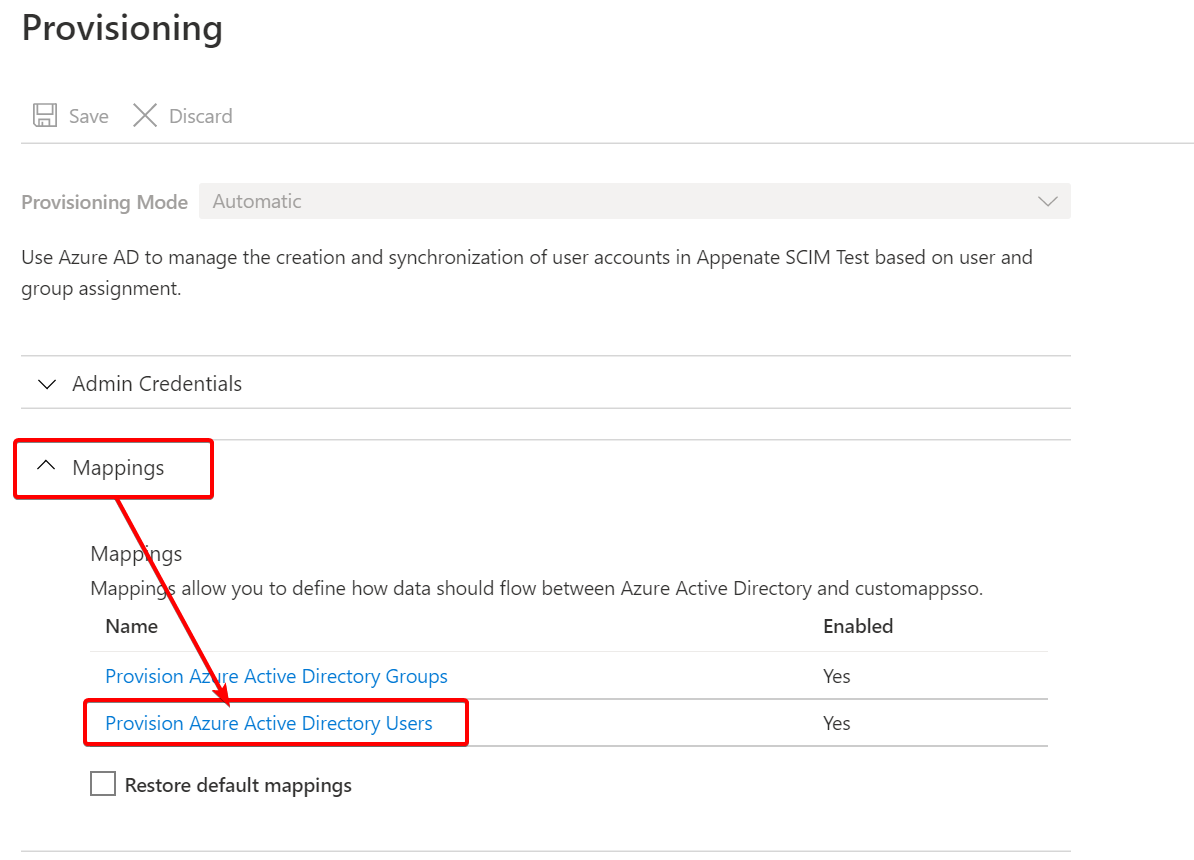 Provisioning
Save Discard
Provisioning Mode Automatic
Use Azure AD to manage the creation and synchronization of user accounts in Appenate SCIM Test based on user and
group assignment.
Admin Credentials
Mappings
Mappings
Mappings allow you to define how data should flow between Azure Active Directory and customappsso.
Name Enabled
Provision Azure Active Directory Groups Yes
Provision Azure Active Directory Users Yes
Restore default mappings